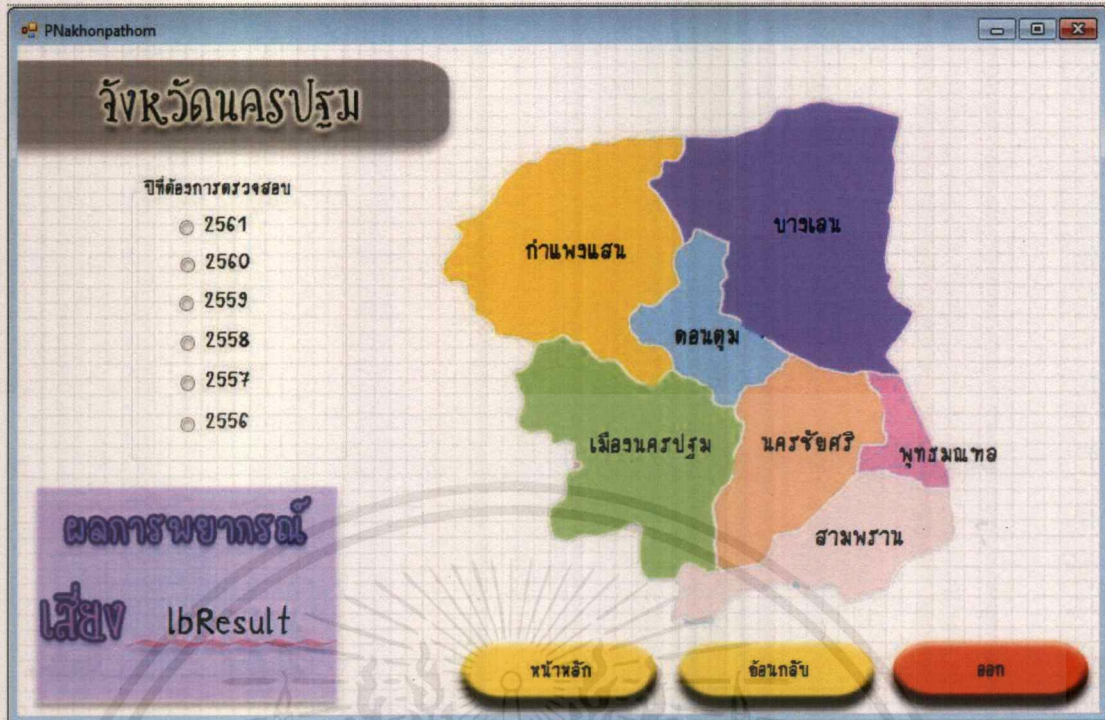 PNakhonpathom
จังหวัดนครปฐม
ปีที่ต้องการตรวจสอบ
2561
2560
2559
2558
2557
2556
ผลการพยากรณ์
เสี่ยง lbResult
กำแพงแสน
บางเลน
ดอนตูม
เมืองนครปฐม
นครชัยศรี
พุทธมณฑล
สามพราน
หน้าหลัก
ย้อนกลับ
ออก